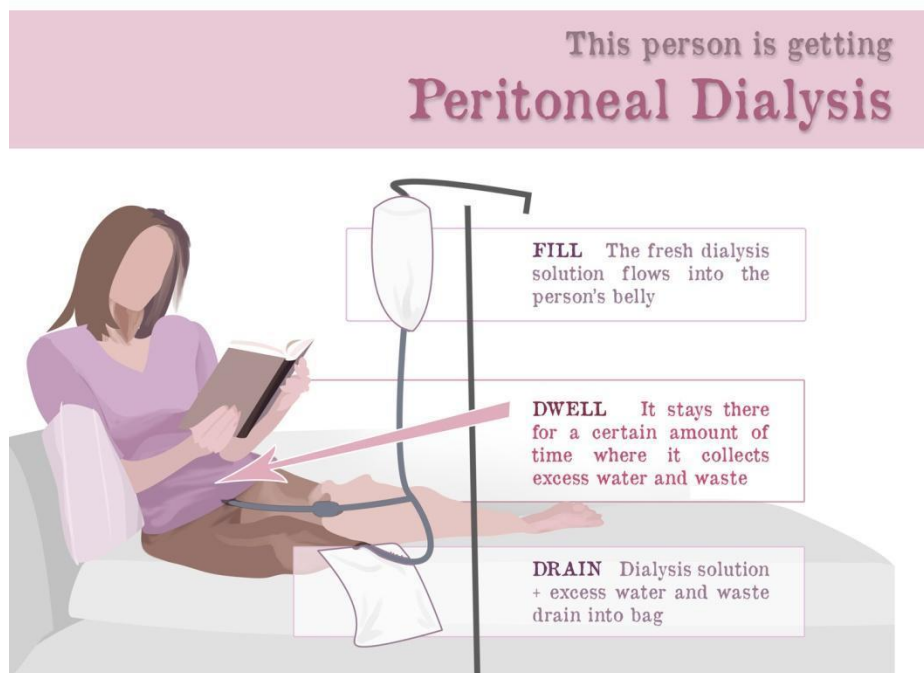 This person is getting
Peritoneal Dialysis
FILL The fresh dialysis
solution flows into the
person's belly
DWELL It stays there
for a certain amount of
time where it collects
excess water and waste
DRAIN Dialysis solution
+ excess water and waste
drain into bag